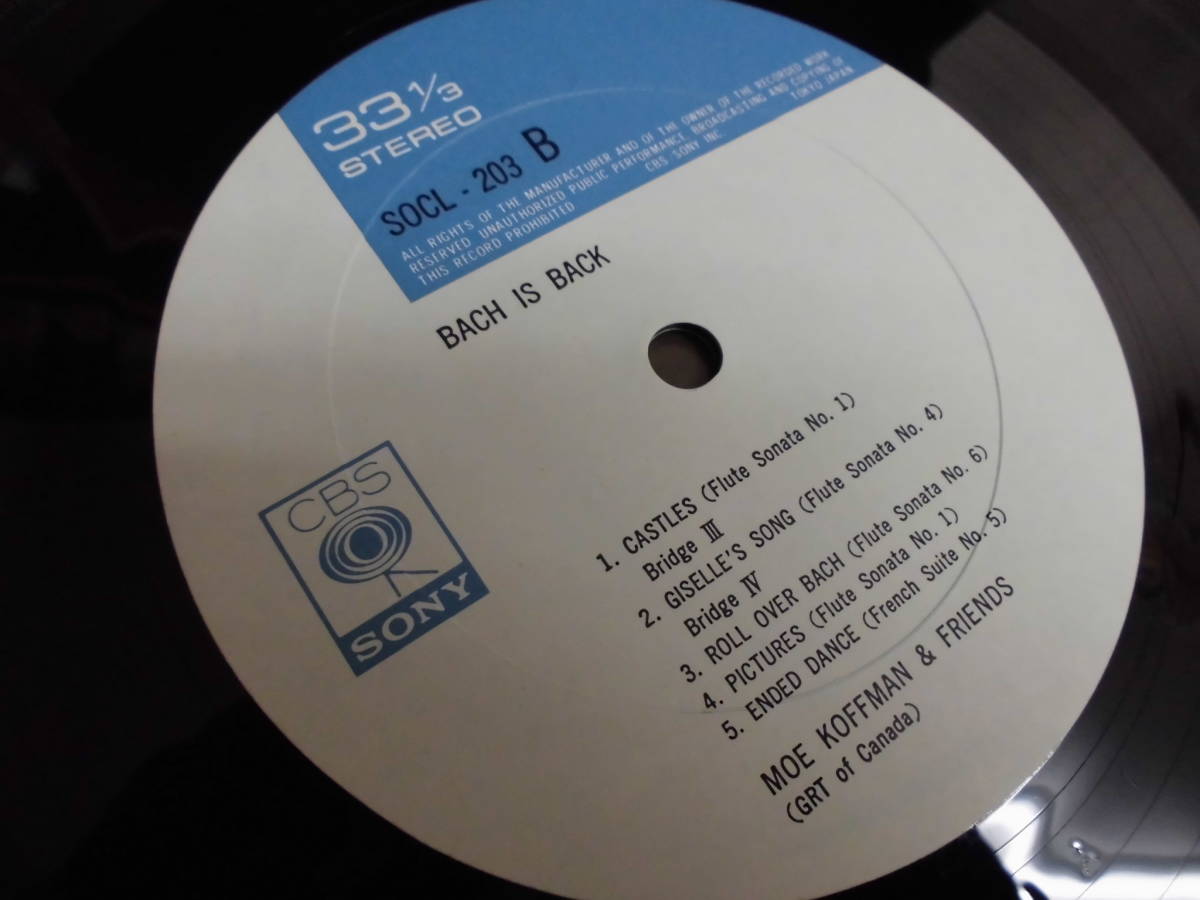 33 1/3
STEREO
SOCL - 203 B
ALL RIGHTS OF THE MANUFACTURER AND OF THE OWNER OF THE RECORDED WORK
RESERVED UNAUTHORIZED PUBLIC PERFORMANCE BROADCASTING AND COPYING OF
THIS RECORD PROHIBITED CBS SONY INC. TOKYO JAPAN
BACH IS BACK
CBS
SONY
1. CASTLES (Flute Sonata No. 1)
Bridge Ⅲ
2. GISELLE'S SONG (Flute Sonata No. 4)
Bridge Ⅳ
3. ROLL OVER BACH (Flute Sonata No. 6)
4. PICTURES (Flute Sonata No. 1)
5. ENDED DANCE (French Suite No. 5)
MOE KOFFMAN & FRIENDS
(GRT of Canada)